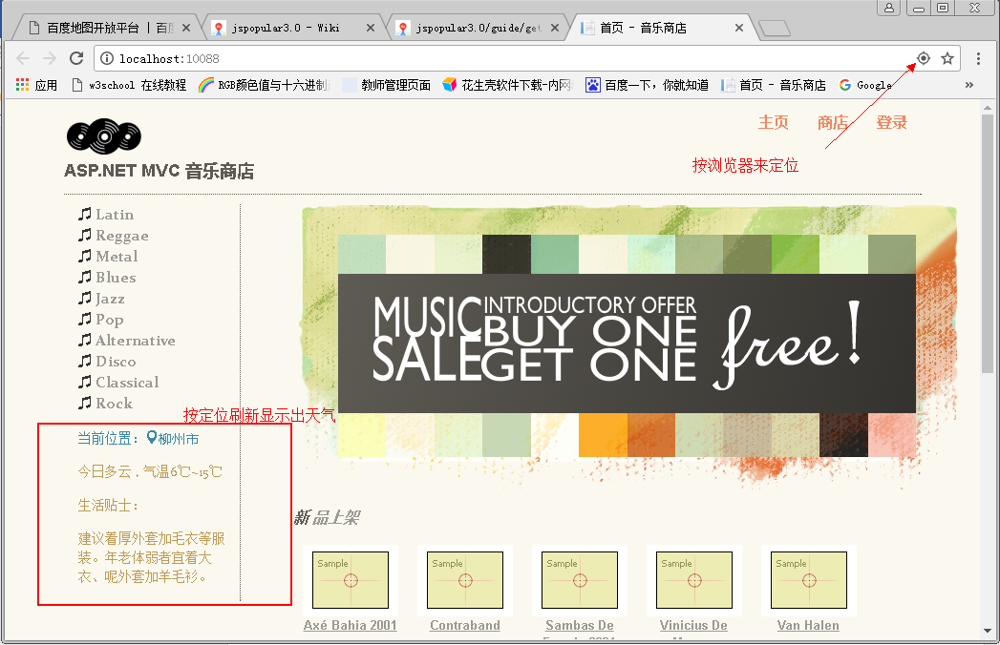 百度地图开放平台 | 百度
jspopular3.0 - Wiki
jspopular3.0/guide/get
首页 - 音乐商店
localhost:10088
应用
w3school 在线教程
RGB颜色值与十六进制
教师管理页面
花生壳软件下载-内网
百度一下，你就知道
首页 - 音乐商店
Google
»
主页 商店 登录
按浏览器来定位
ASP.NET MVC 音乐商店
Latin
Reggae
Metal
Blues
Jazz
Pop
Alternative
Disco
Classical
Rock
MUSIC SALE
INTRODUCTORY OFFER
BUY ONE
GET ONE
free!
按定位刷新显示出天气
当前位置：柳州市
今日多云，气温6℃~15℃
生活贴士：
建议着厚外套加毛衣等服
装。年老体弱者宜着大
衣、呢外套加羊毛衫。
新品上架
Sample Sample Sample Sample Sample
Axé Bahia 2001
Contraband
Sambas De
Vinicius De
Van Halen